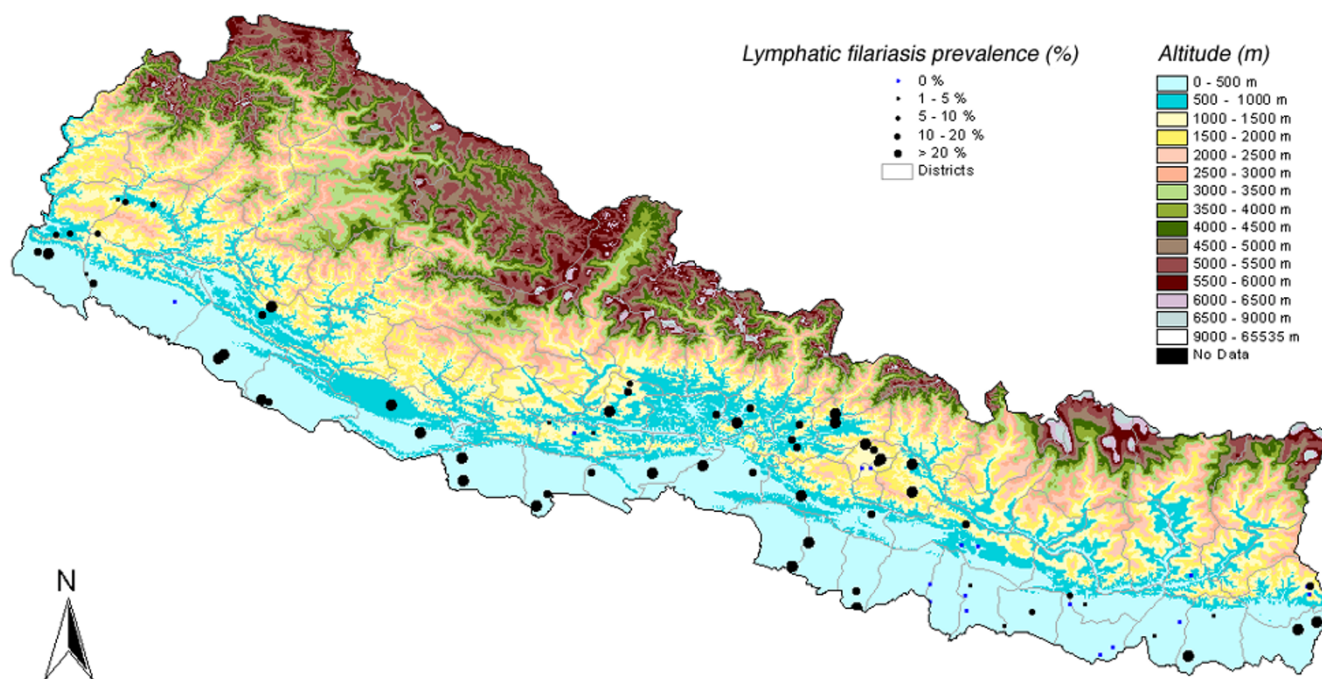 Lymphatic filariasis prevalence (%)
0 %
1 - 5 %
5 - 10 %
10 - 20 %
> 20 %
Districts
Altitude (m)
0 - 500 m
500 - 1000 m
1000 - 1500 m
1500 - 2000 m
2000 - 2500 m
2500 - 3000 m
3000 - 3500 m
3500 - 4000 m
4000 - 4500 m
4500 - 5000 m
5000 - 5500 m
5500 - 6000 m
6000 - 6500 m
6500 - 9000 m
9000 - 65535 m
No Data
N